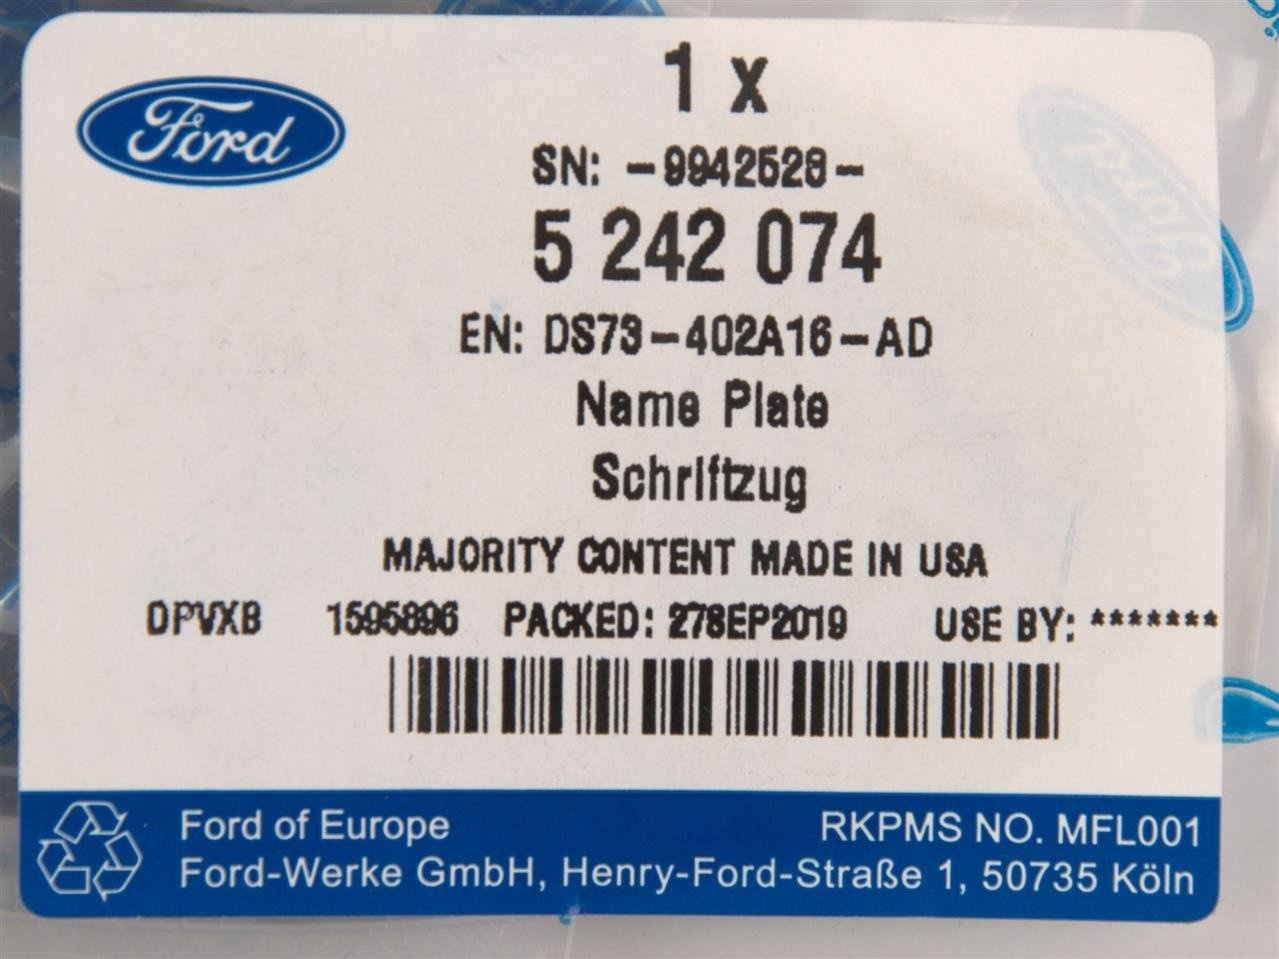 Ford
1 x
SN: -9942528-
5 242 074
EN: DS73-402A16-AD
Name Plate
Schriftzug
MAJORITY CONTENT MADE IN USA
DPVXB 1595896 PACKED: 27SEP2019 USE BY: *******
Ford of Europe RKPMS NO. MFL001
Ford-Werke GmbH, Henry-Ford-Straße 1, 50735 Köln